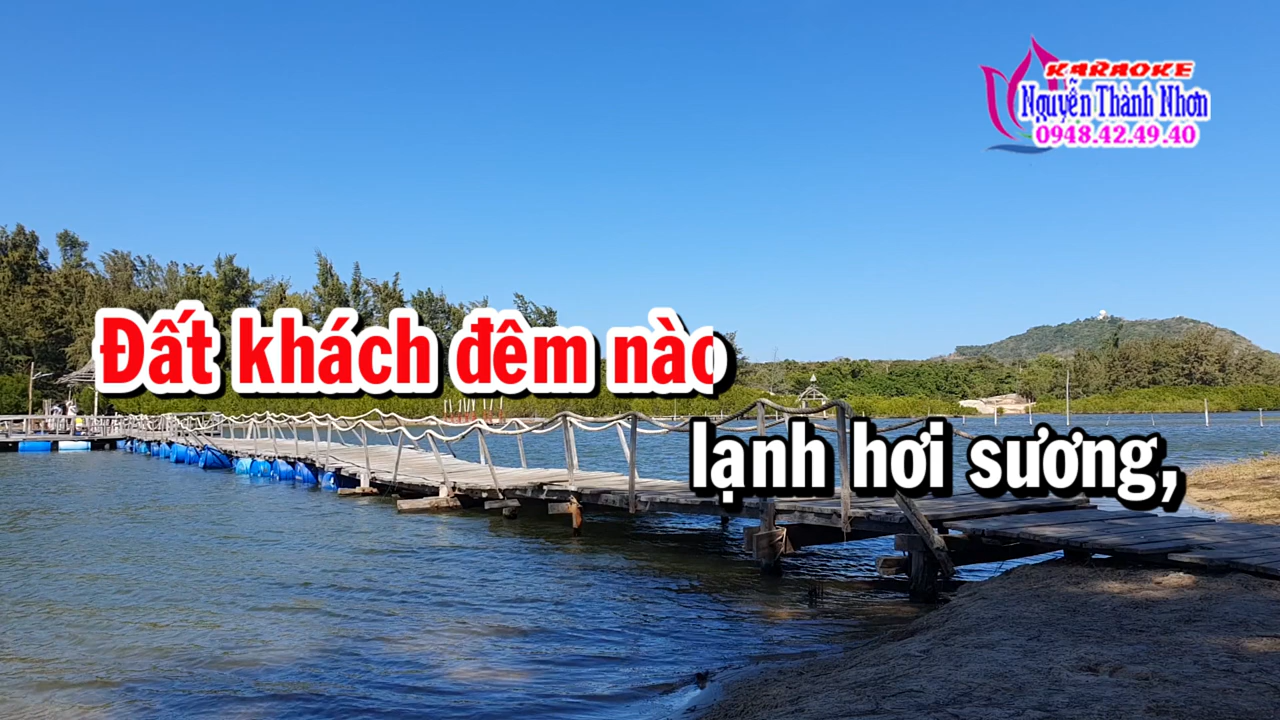 KARAOKE
Nguyễn Thành Nhơn
0948.42.49.40
Đất khách đêm nào
lạnh hơi sương,